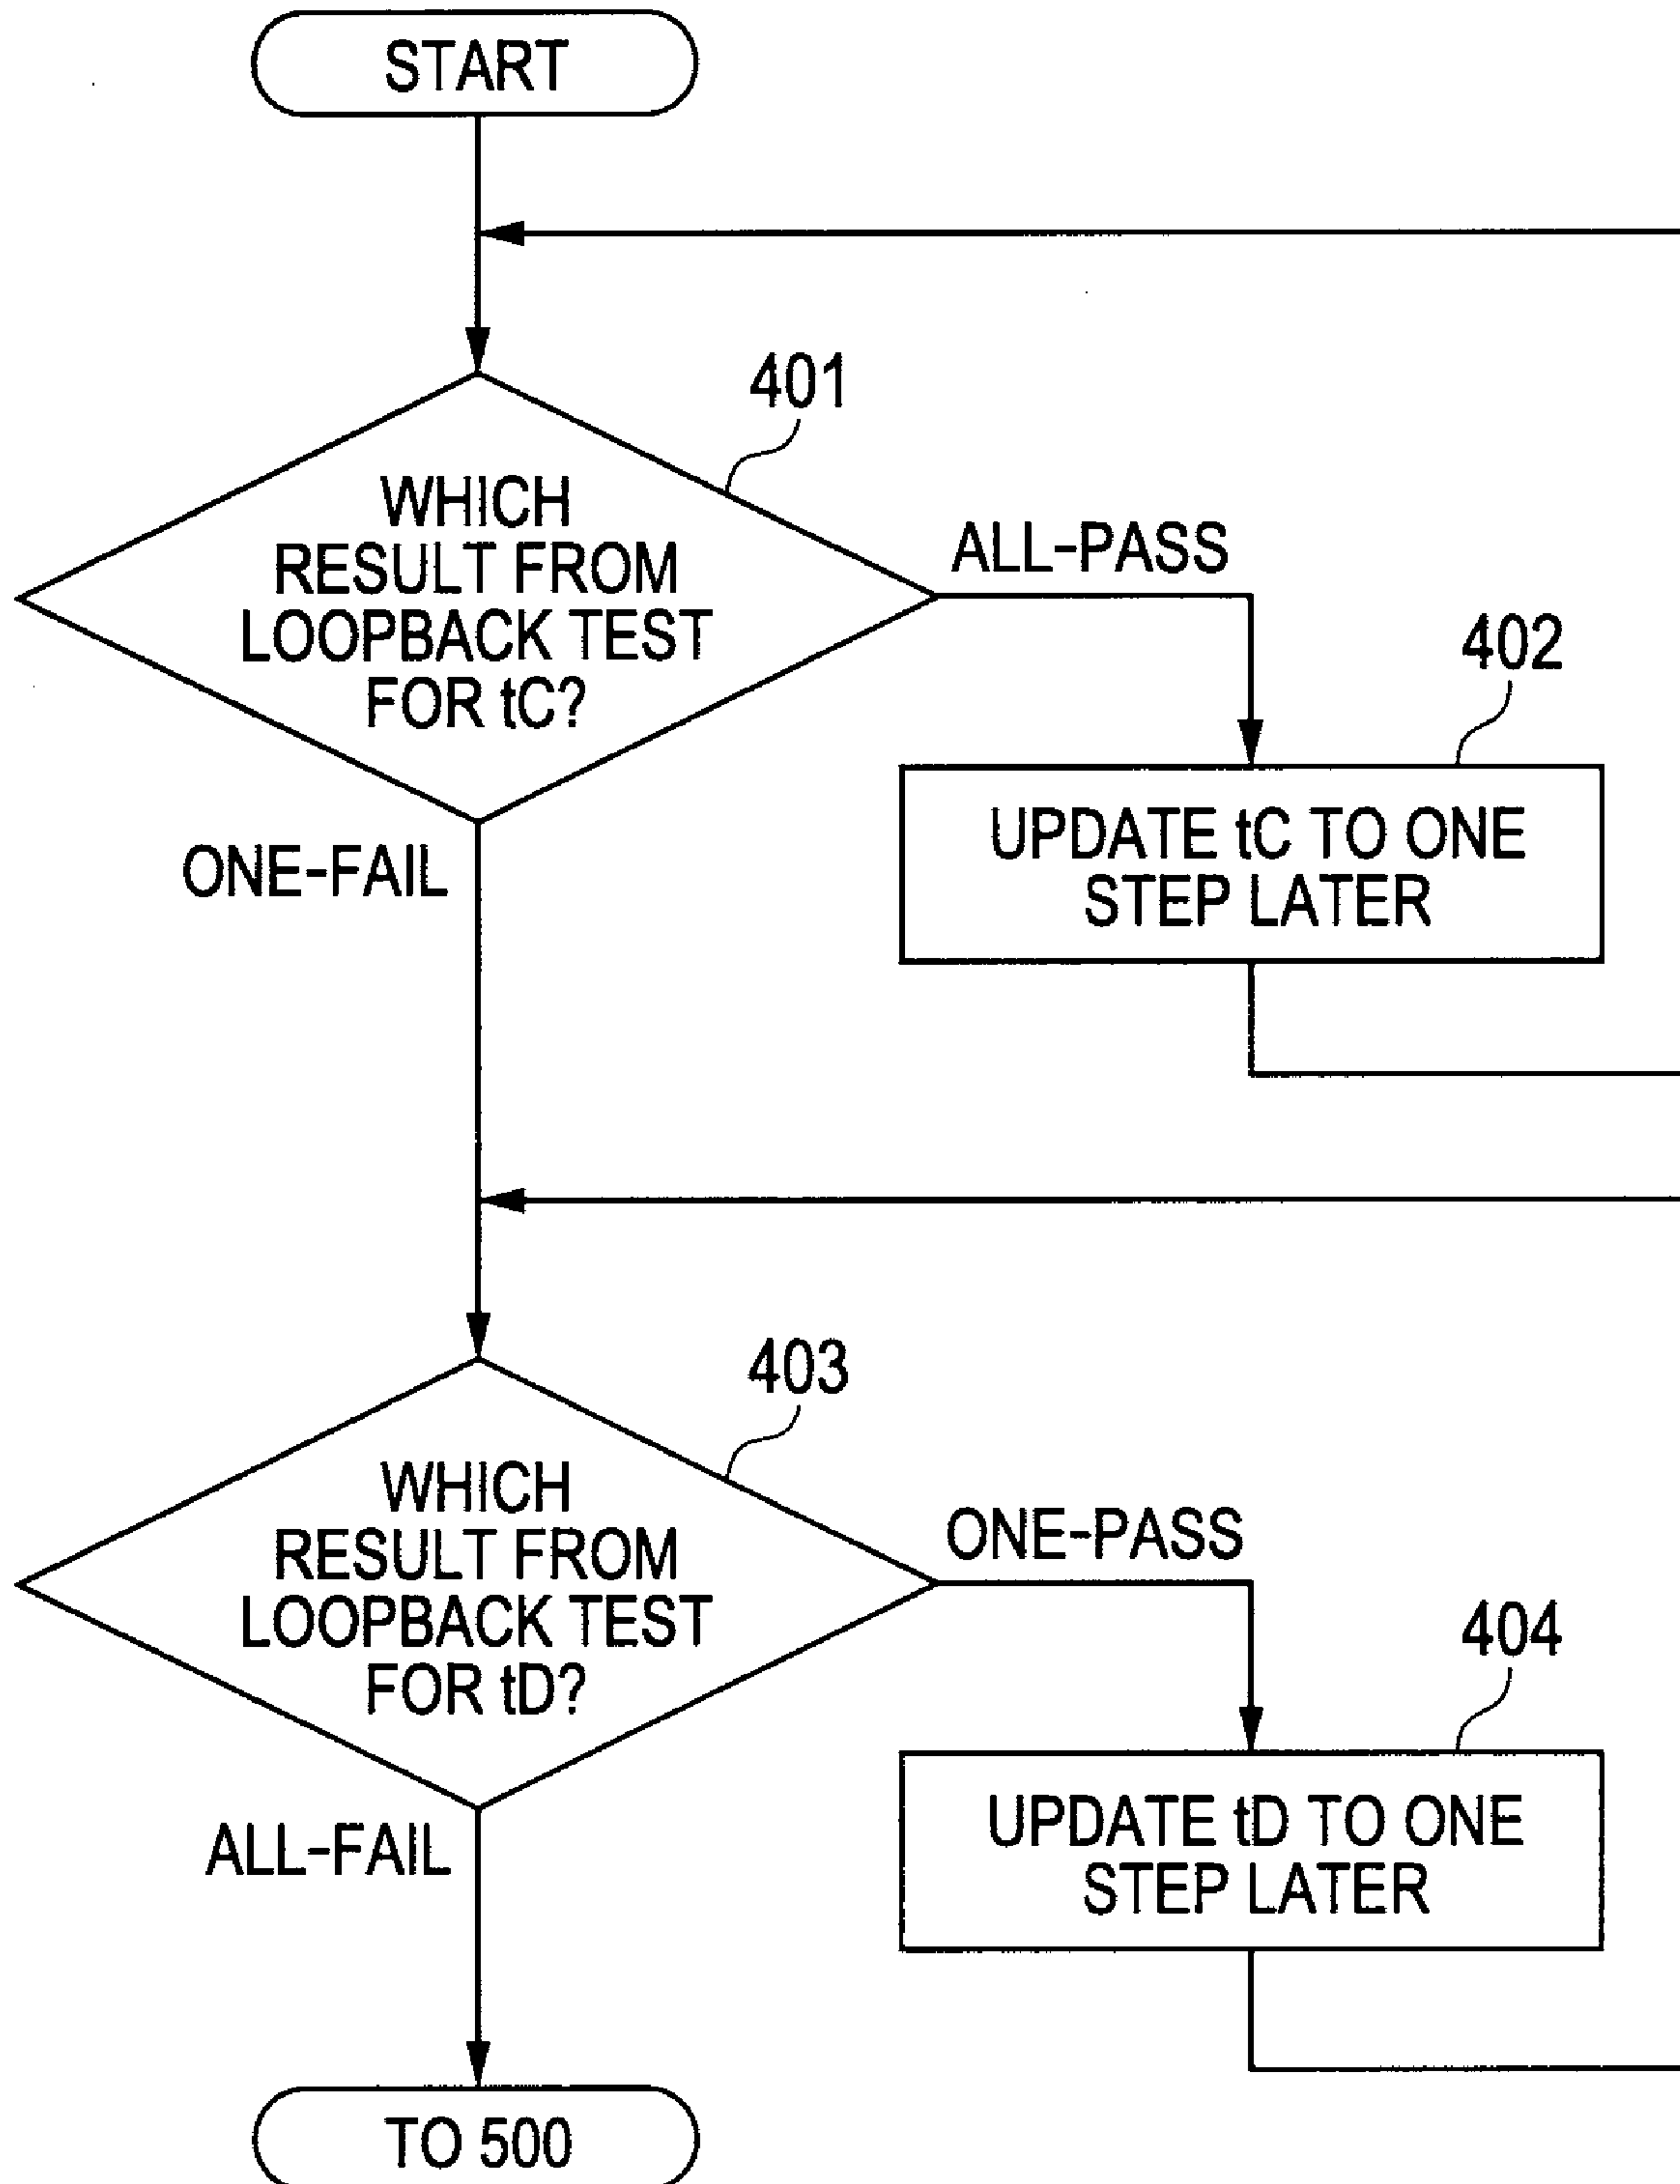 START
401
WHICH
RESULT FROM
LOOPBACK TEST
FOR tC?
ALL-PASS
402
UPDATE tC TO ONE
STEP LATER
ONE-FAIL
403
WHICH
RESULT FROM
LOOPBACK TEST
FOR tD?
ONE-PASS
404
UPDATE tD TO ONE
STEP LATER
ALL-FAIL
TO 500